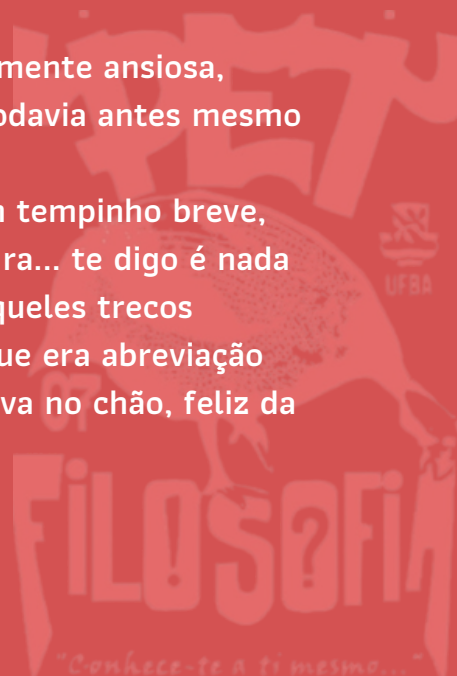 mente ansiosa,
odavia antes mesmo
tempinho breve,
ra... te digo é nada
queles trecos
ue era abreviação
va no chão, feliz da
PET
UFBA
FiLOSOFiA
"Conhece-te a ti mesmo..."